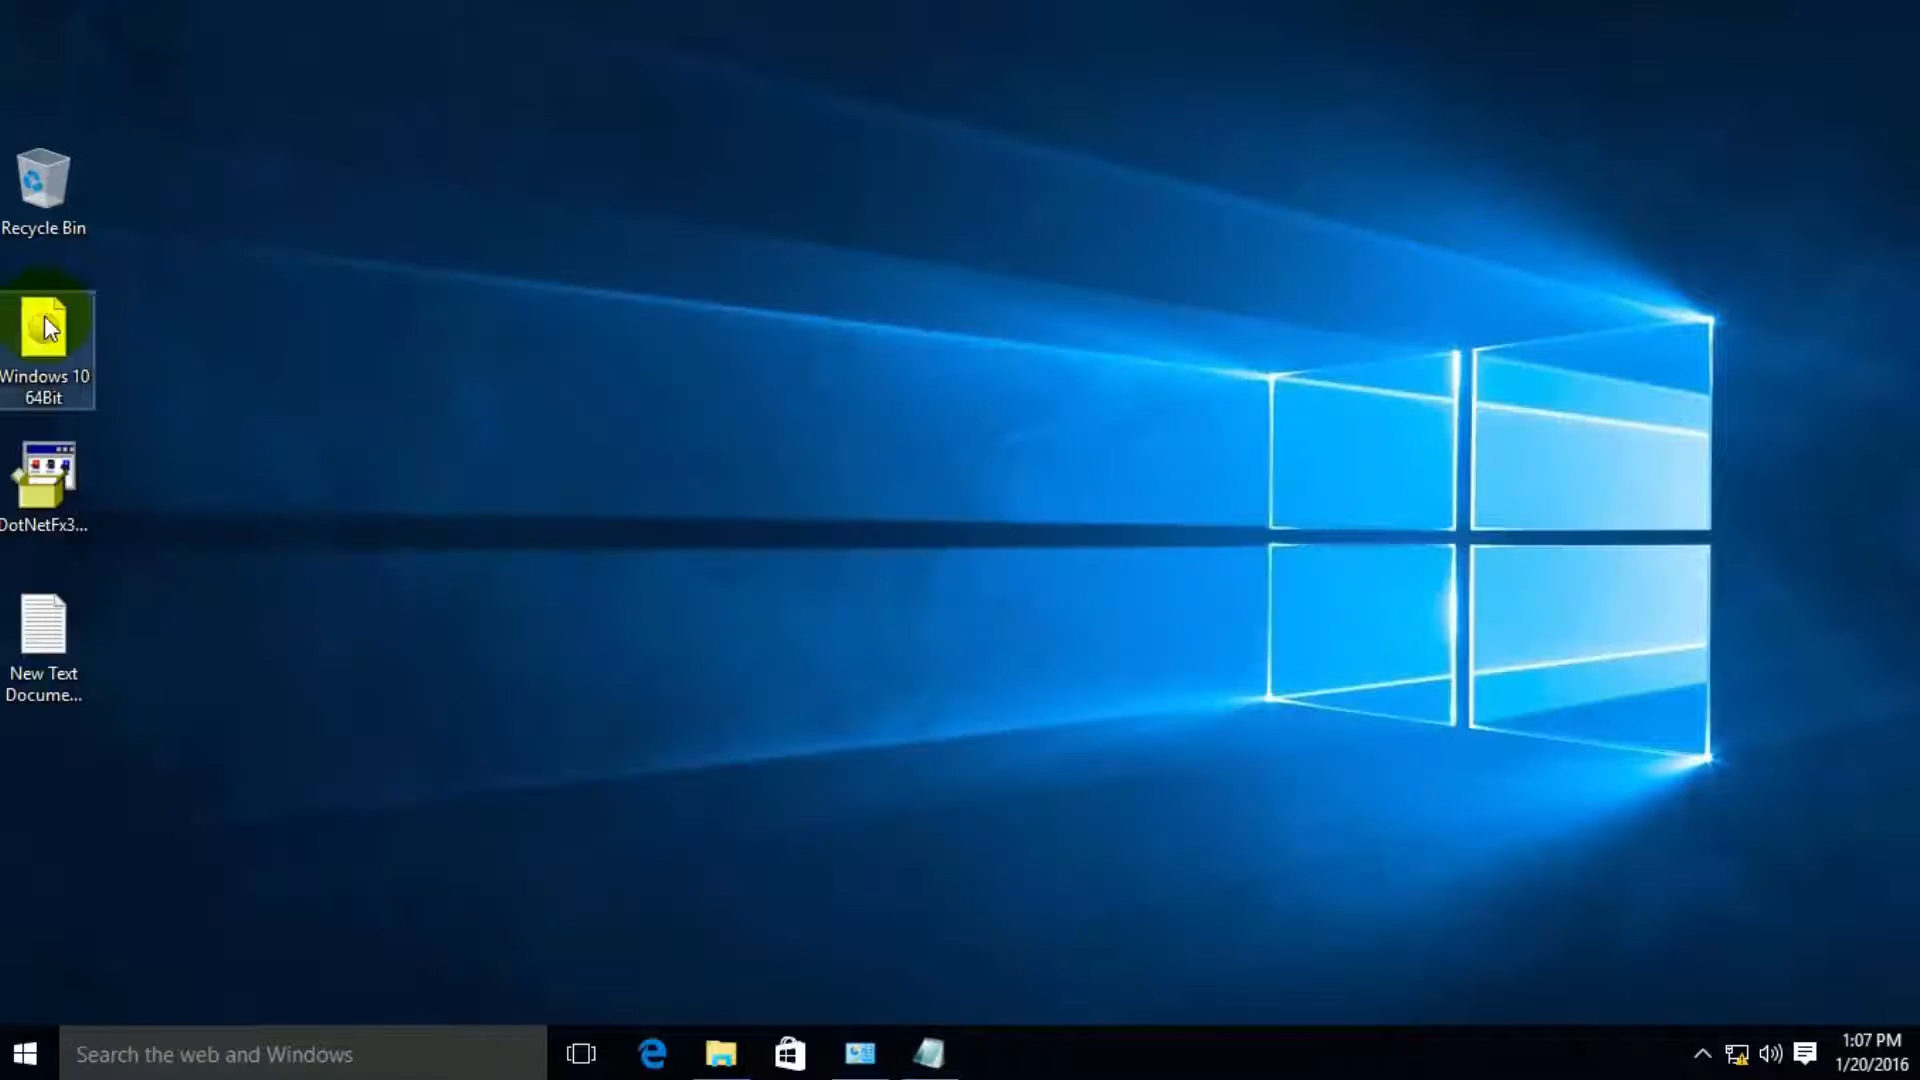 Recycle Bin
Windows 10
64Bit
DotNetFx3...
New Text
Docume...
Search the web and Windows
1:07 PM
1/20/2016